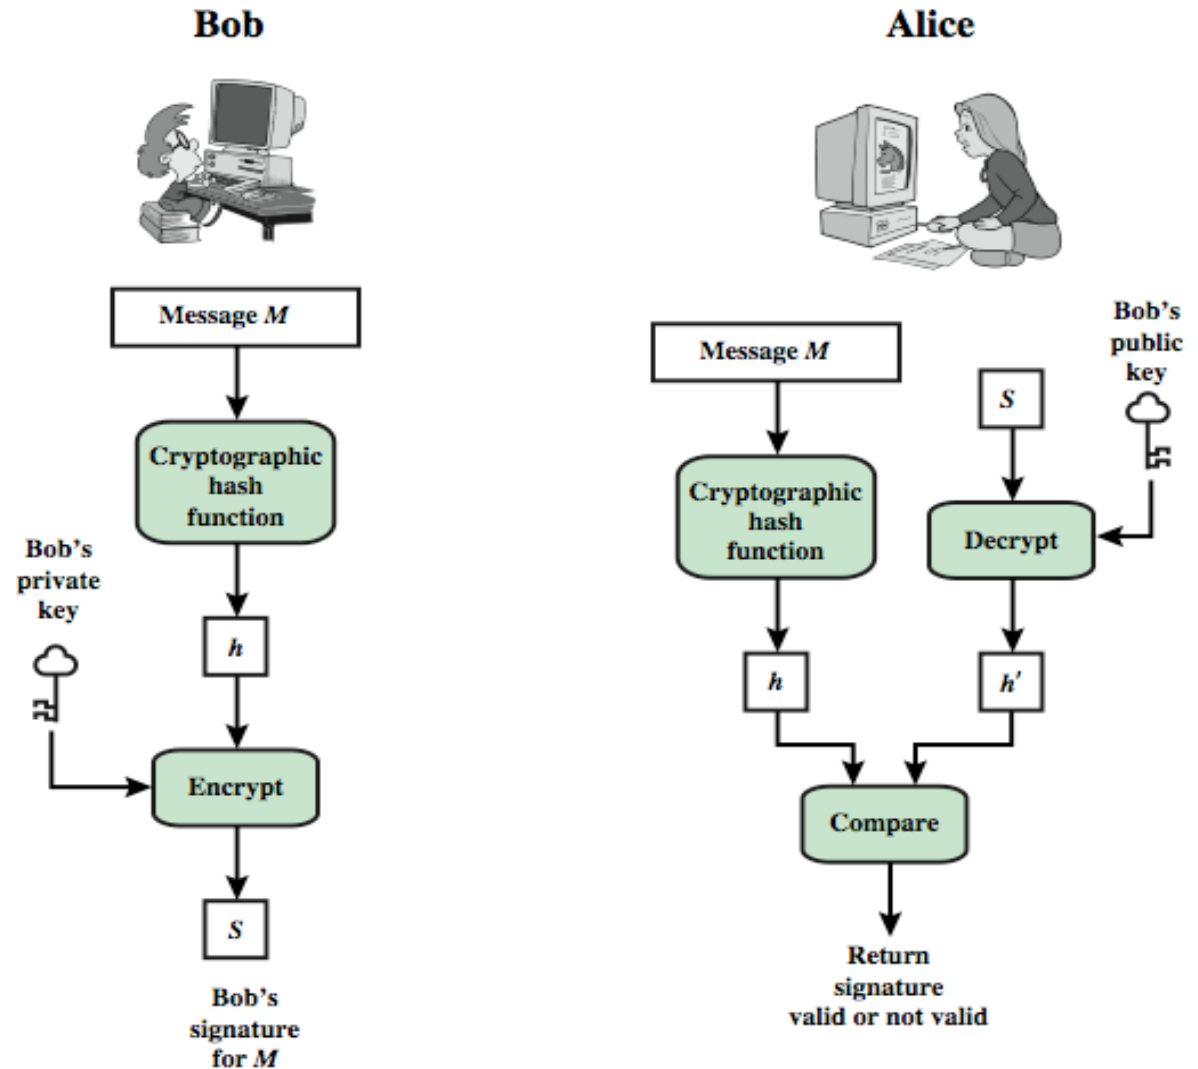 Bob
Message M
Cryptographic
hash
function
Bob's
private
key
h
Encrypt
S
Bob's
signature
for M
Alice
Message M
Cryptographic
hash
function
Bob's
public
key
S
Decrypt
h
h′
Compare
Return
signature
valid or not valid